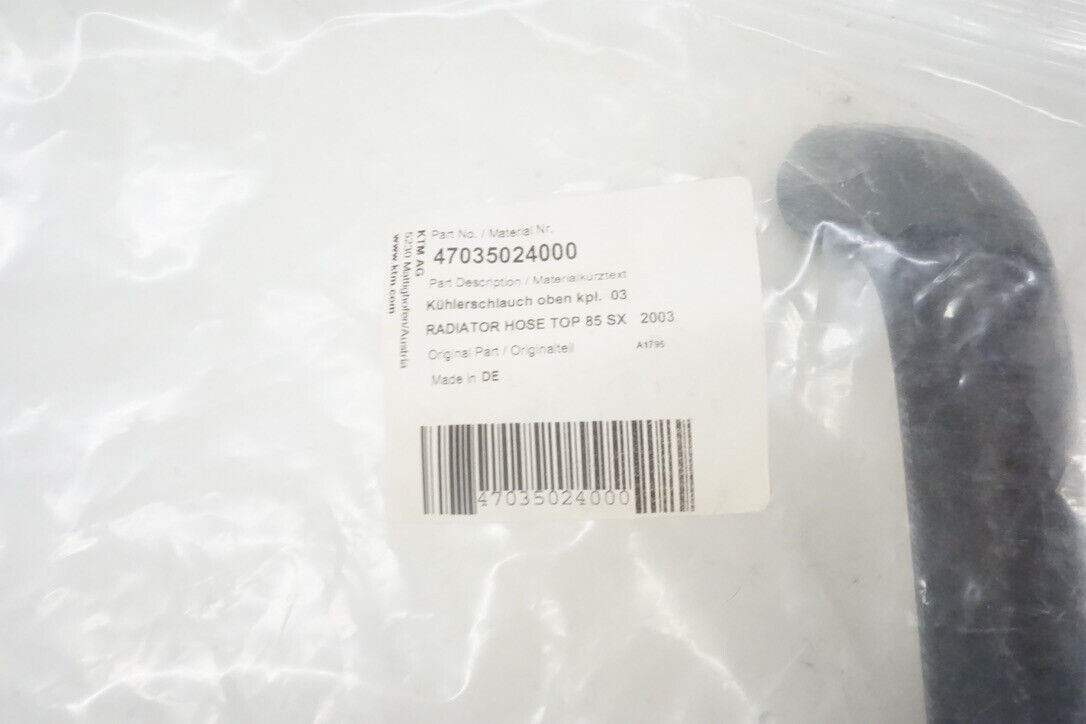 KTM AG
5230 Mattighofen/Austria
www.ktm.com
Part No. / Material Nr.
47035024000
Part Description / Materialkurztext
Kühlerschlauch oben kpl. 03
RADIATOR HOSE TOP 85 SX 2003
Original Part / Originalteil A1795
Made in DE
47035024000